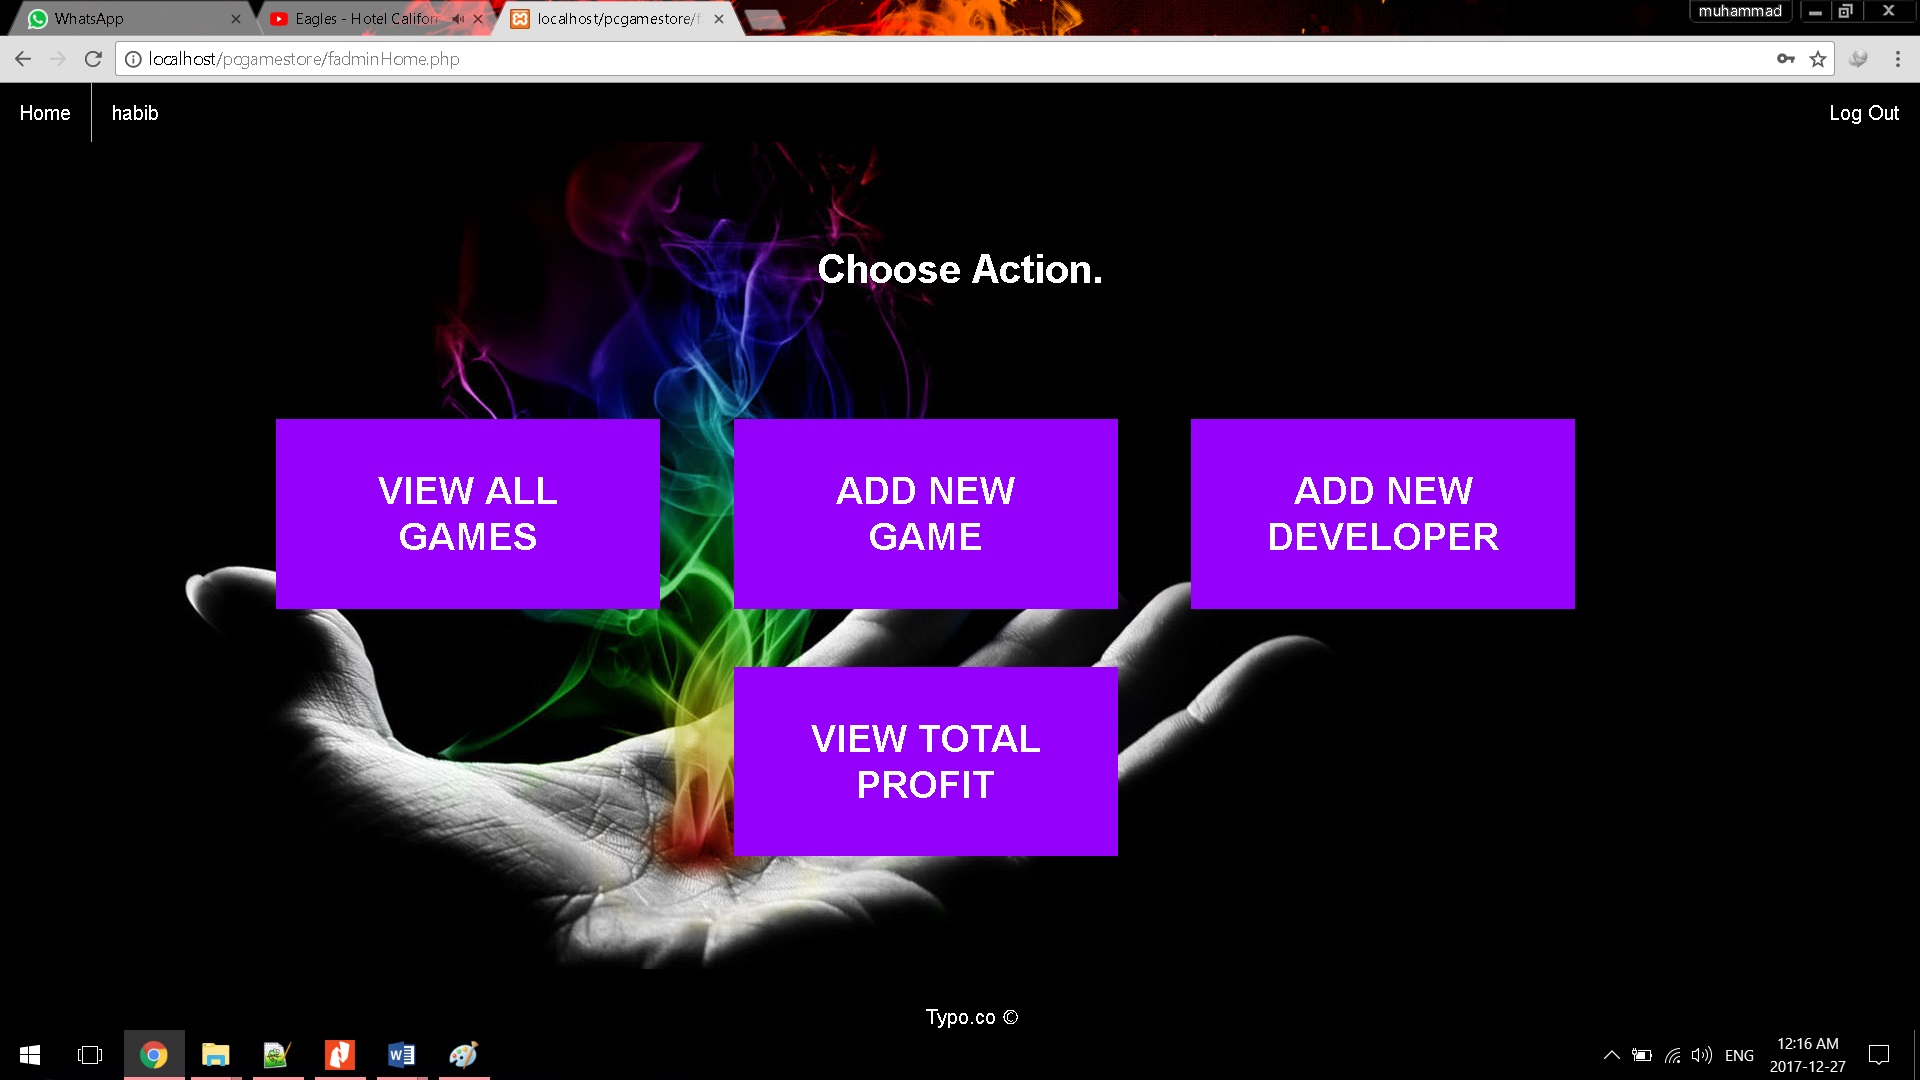 WhatsApp
Eagles - Hotel Califor
localhost/pcgamestore/f
muhammad
localhost/pcgamestore/fadminHome.php
Home
habib
Log Out
Choose Action.
VIEW ALL
GAMES
ADD NEW
GAME
ADD NEW
DEVELOPER
VIEW TOTAL
PROFIT
Typo.co ©
ENG
12:16 AM
2017-12-27